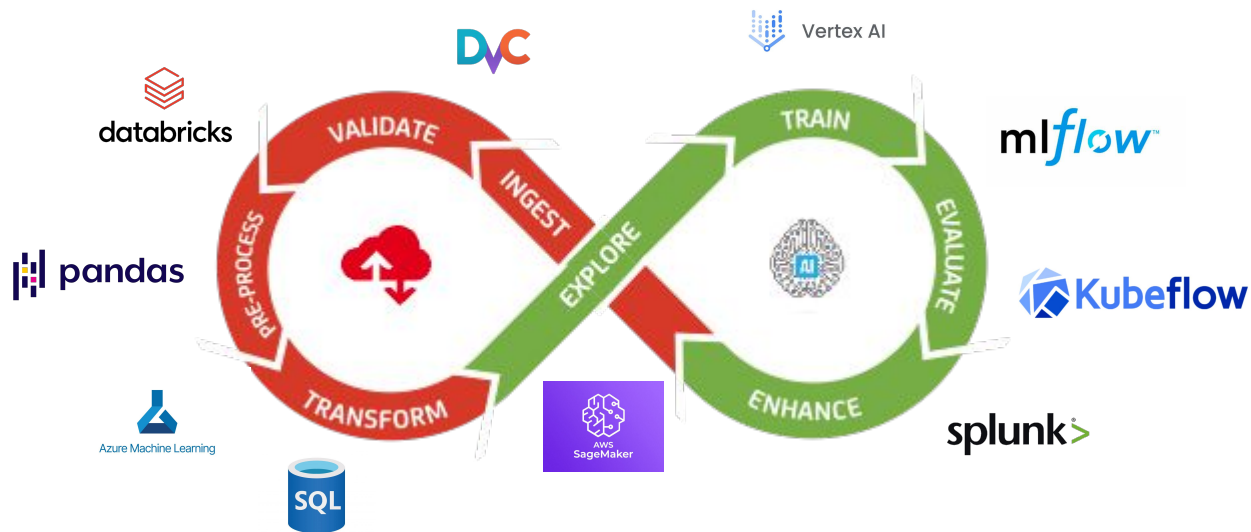 DVC
Vertex AI
databricks
VALIDATE
TRAIN
mlflow™
INGEST
EXPLORE
EVALUATE
PRE-PROCESS
pandas
AI
Kubeflow
TRANSFORM
ENHANCE
Azure Machine Learning
AWS
SageMaker
splunk>
SQL